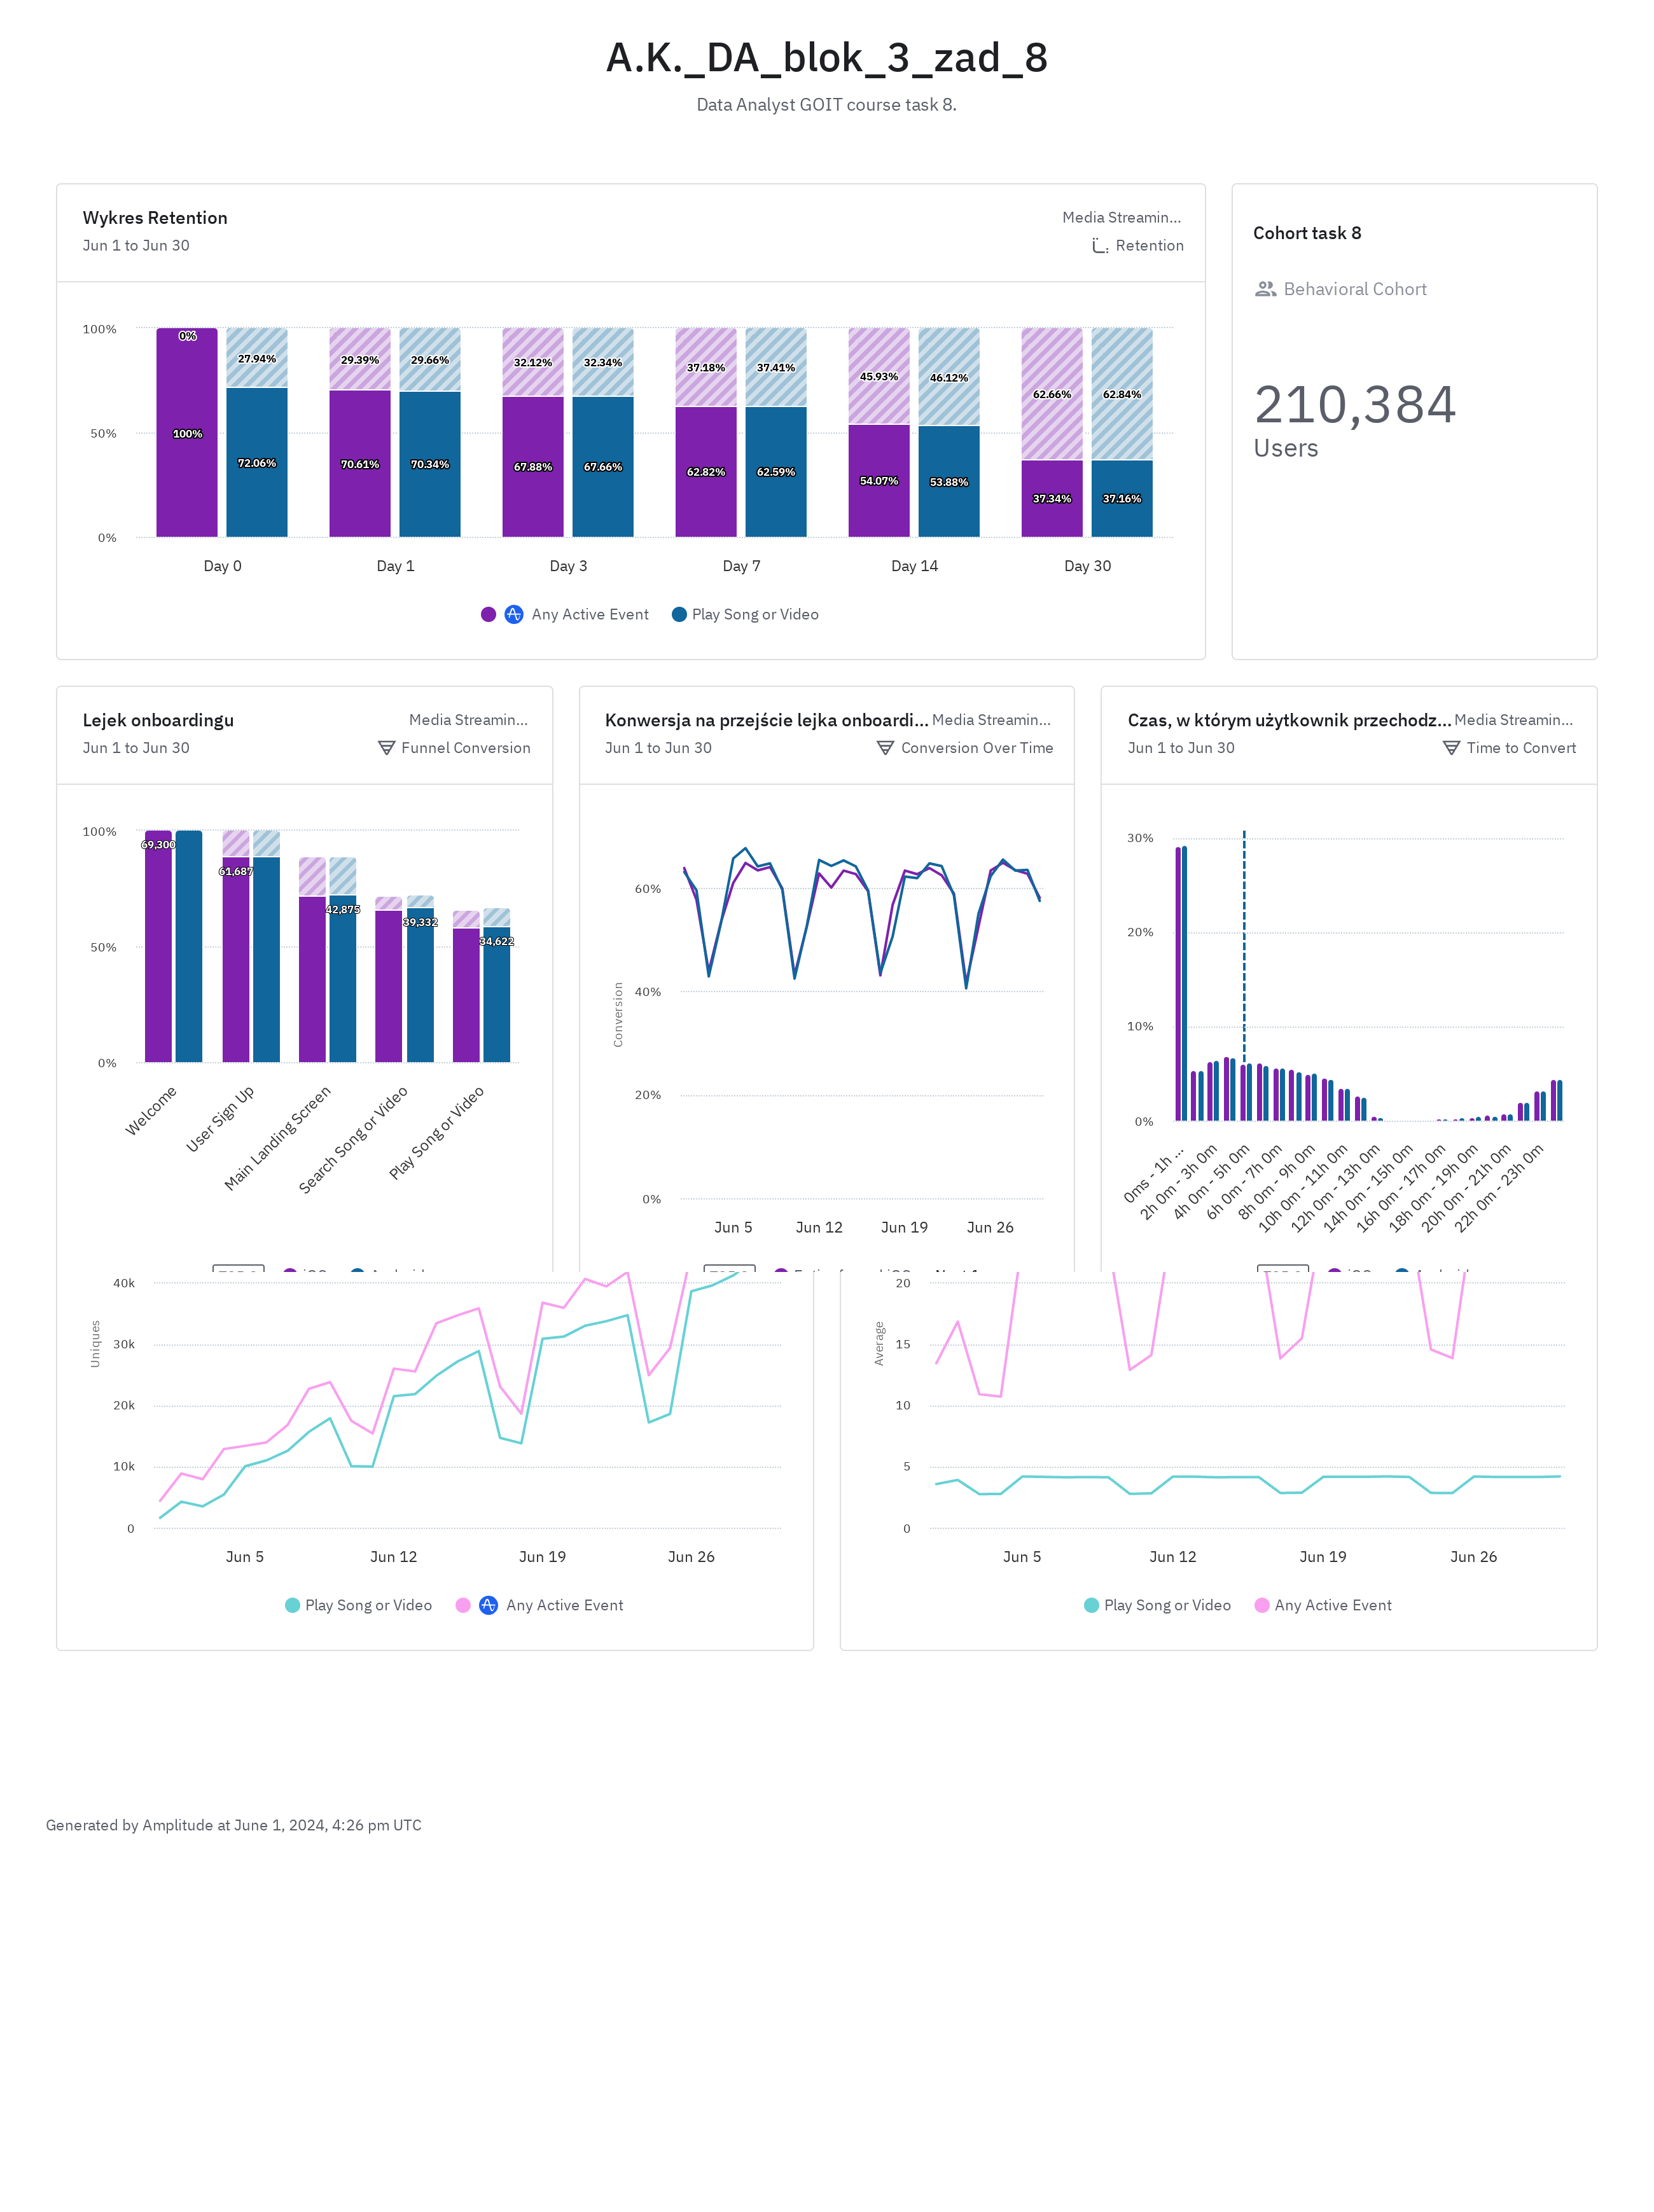 A.K._DA_blok_3_zad_8
Data Analyst GOIT course task 8.
Wykres Retention
Media Streamin...
Jun 1 to Jun 30
Retention
100%
50%
0%
0%
100%
27.94%
72.06%
29.39%
70.61%
29.66%
70.34%
32.12%
67.88%
32.34%
67.66%
37.18%
62.82%
37.41%
62.59%
45.93%
54.07%
46.12%
53.88%
62.66%
37.34%
62.84%
37.16%
Day 0
Day 1
Day 3
Day 7
Day 14
Day 30
Any Active Event
Play Song or Video
Cohort task 8
Behavioral Cohort
210,384
Users
Lejek onboardingu
Media Streamin...
Jun 1 to Jun 30
Funnel Conversion
100%
50%
0%
69,300
61,687
42,875
39,332
34,622
Welcome
User Sign Up
Main Landing Screen
Search Song or Video
Play Song or Video
Konwersja na przejście lejka onboardi...
Media Streamin...
Jun 1 to Jun 30
Conversion Over Time
Conversion
60%
40%
20%
0%
Jun 5
Jun 12
Jun 19
Jun 26
Czas, w którym użytkownik przechodz...
Media Streamin...
Jun 1 to Jun 30
Time to Convert
30%
20%
10%
0%
0ms - 1h ...
2h 0m - 3h 0m
4h 0m - 5h 0m
6h 0m - 7h 0m
8h 0m - 9h 0m
10h 0m - 11h 0m
12h 0m - 13h 0m
14h 0m - 15h 0m
16h 0m - 17h 0m
18h 0m - 19h 0m
20h 0m - 21h 0m
22h 0m - 23h 0m
Uniques
40k
30k
20k
10k
0
Jun 5
Jun 12
Jun 19
Jun 26
Play Song or Video
Any Active Event
Average
20
15
10
5
0
Jun 5
Jun 12
Jun 19
Jun 26
Play Song or Video
Any Active Event
Generated by Amplitude at June 1, 2024, 4:26 pm UTC